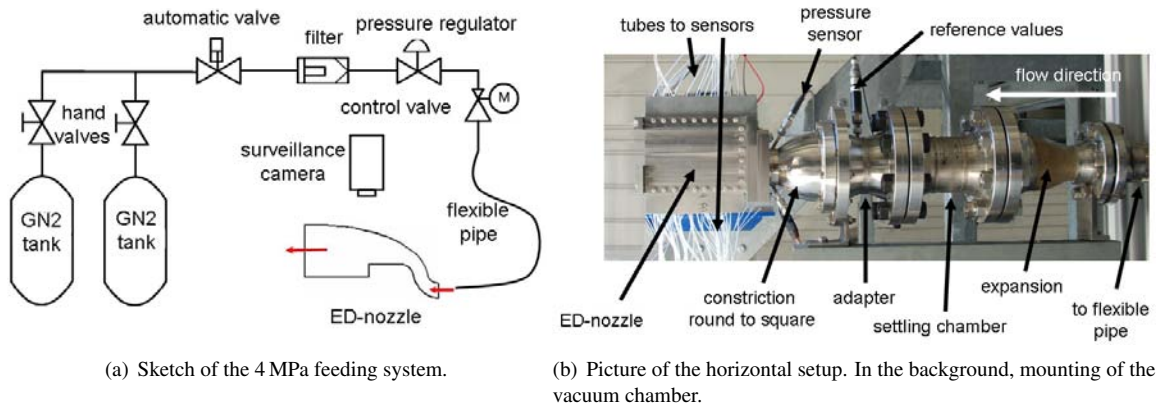 automatic valve
filter
pressure regulator
hand
valves
control valve
M
surveillance
camera
GN2
tank
GN2
tank
flexible
pipe
ED-nozzle
(a) Sketch of the 4 MPa feeding system.
tubes to sensors
pressure
sensor
reference values
flow direction
ED-nozzle
constriction
round to square
adapter
settling chamber
expansion
to flexible
pipe
(b) Picture of the horizontal setup. In the background, mounting of the
vacuum chamber.